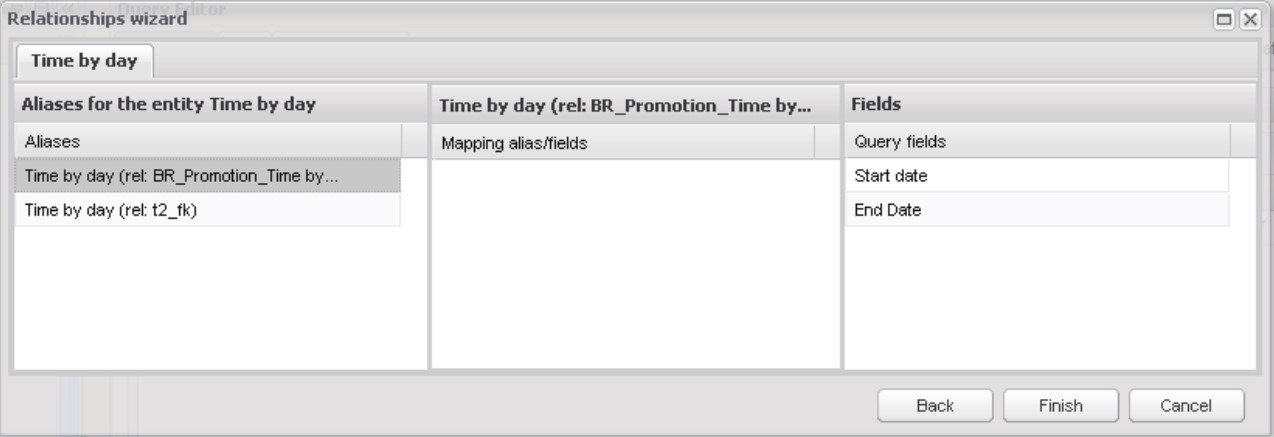 Query Editor
Relationships wizard
Time by day
Aliases for the entity Time by day
Time by day (rel: BR_Promotion_Time by...
Fields
Aliases
Mapping alias/fields
Query fields
Time by day (rel: BR_Promotion_Time by...
Start date
Time by day (rel: t2_fk)
End Date
Back
Finish
Cancel